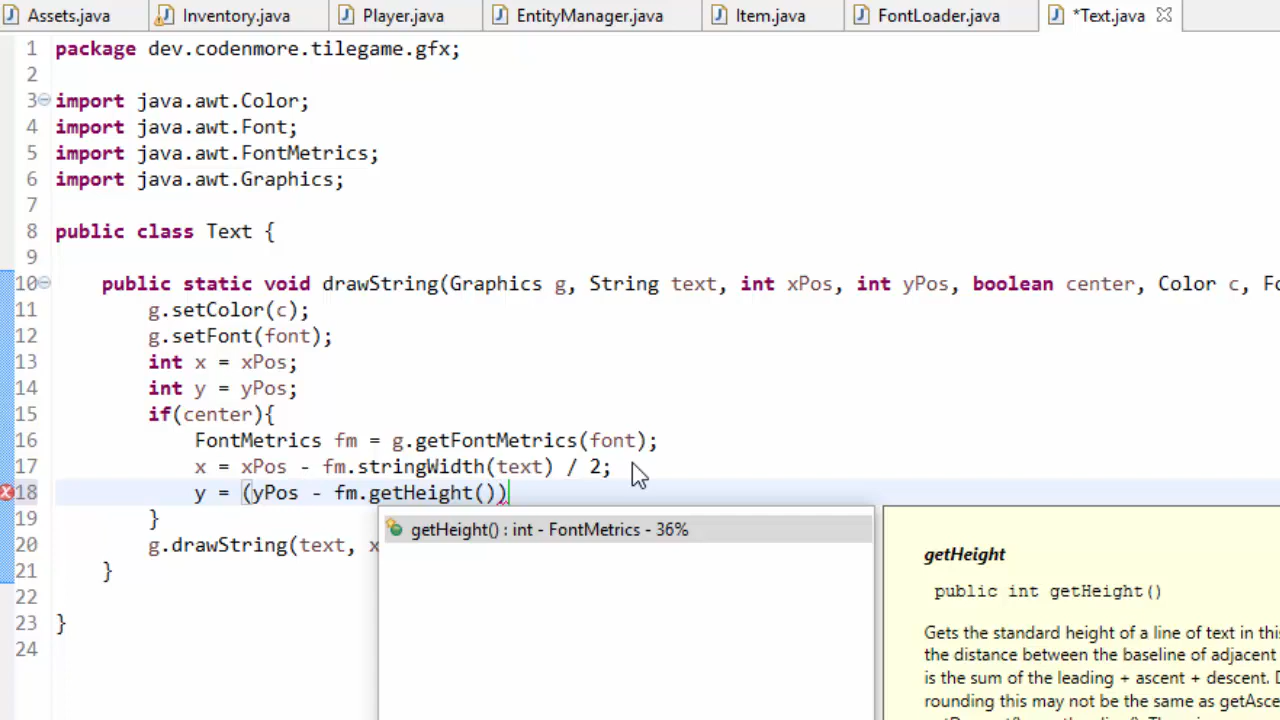 Assets.java Inventory.java Player.java EntityManager.java Item.java FontLoader.java *Text.java
1 package dev.codenmore.tilegame.gfx;
2
3 import java.awt.Color;
4 import java.awt.Font;
5 import java.awt.FontMetrics;
6 import java.awt.Graphics;
7
8 public class Text {
9
10 public static void drawString(Graphics g, String text, int xPos, int yPos, boolean center, Color c, Fo
11 g.setColor(c);
12 g.setFont(font);
13 int x = xPos;
14 int y = yPos;
15 if(center){
16 FontMetrics fm = g.getFontMetrics(font);
17 x = xPos - fm.stringWidth(text) / 2;
18 y = (yPos - fm.getHeight())
19 }
20 g.drawString(text, x
21 }
22
23 }
24
getHeight() : int - FontMetrics - 36%
getHeight
public int getHeight()
Gets the standard height of a line of text in this
the distance between the baseline of adjacent
is the sum of the leading + ascent + descent. D
rounding this may not be the same as getAsce